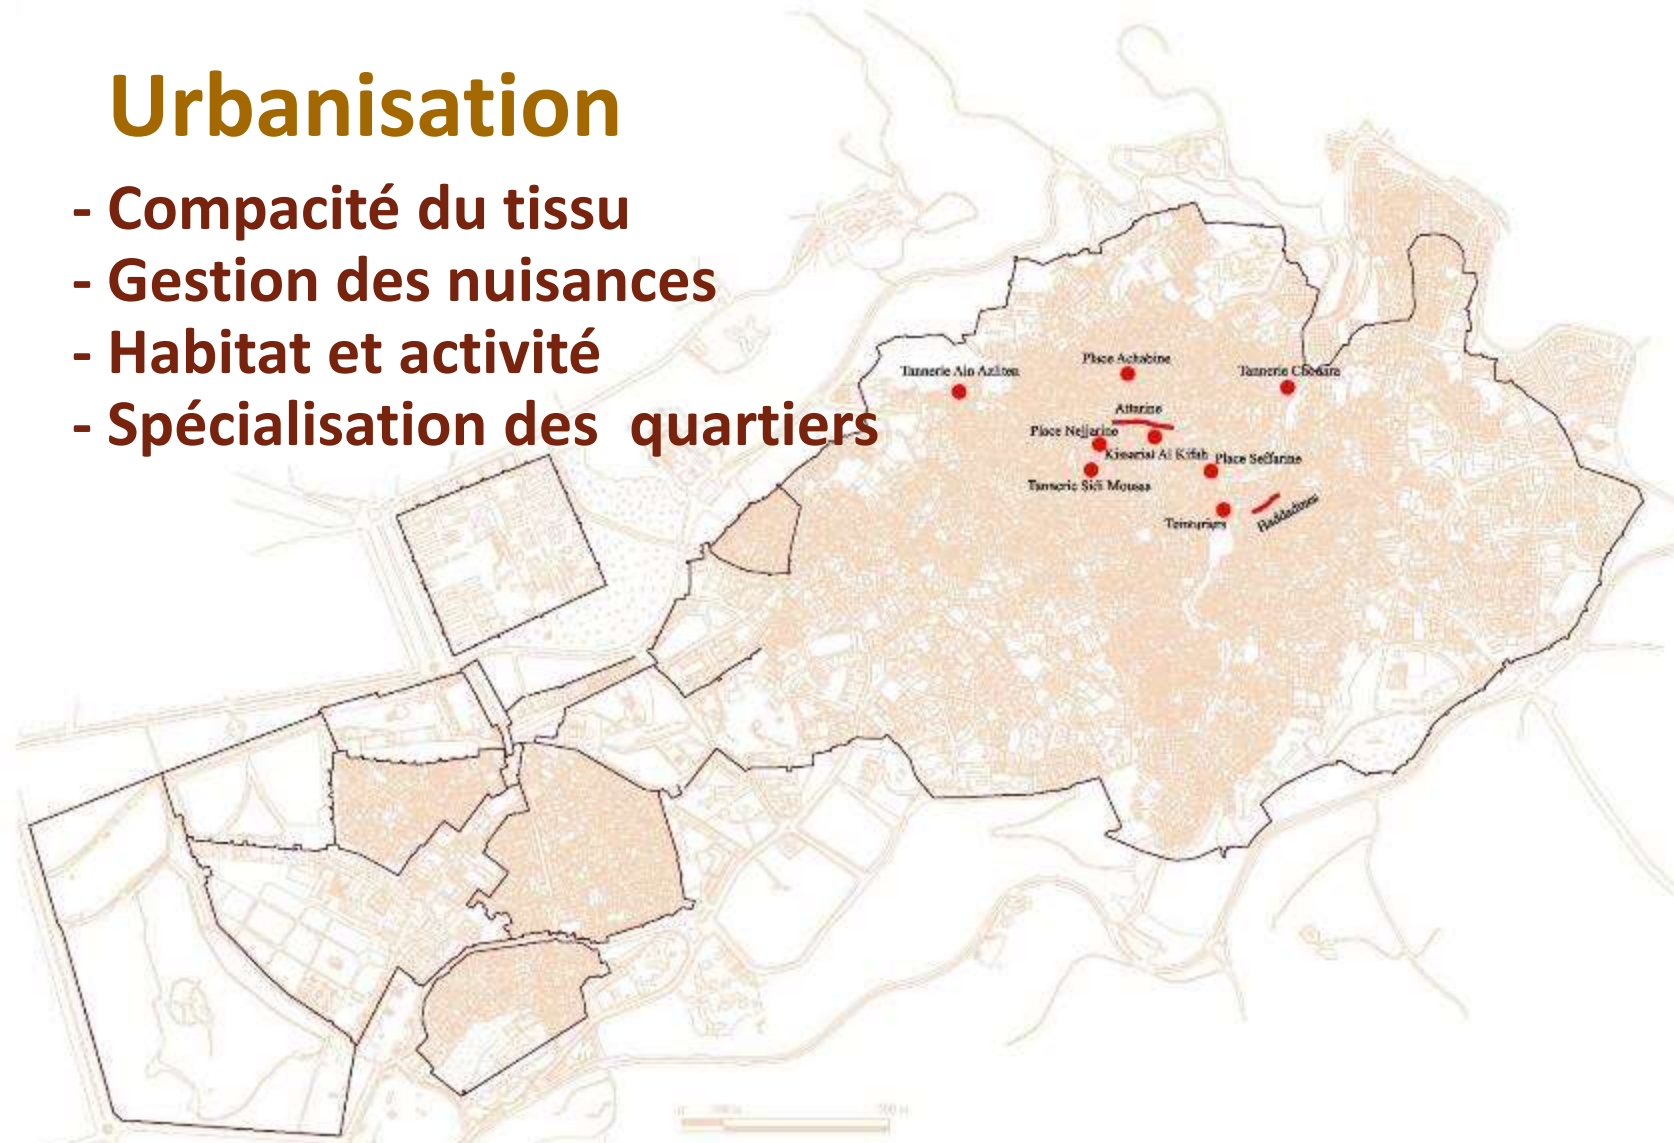 Urbanisation
- Compacité du tissu
- Gestion des nuisances
- Habitat et activité
- Spécialisation des quartiers
Place Achabine
Tannerie Ain Azliten
Tannerie Chouara
Attarine
Place Nejjarine
Kissariat Al Kifah
Place Seffarine
Tannerie Sidi Moussa
Teinturiers
Haddadines